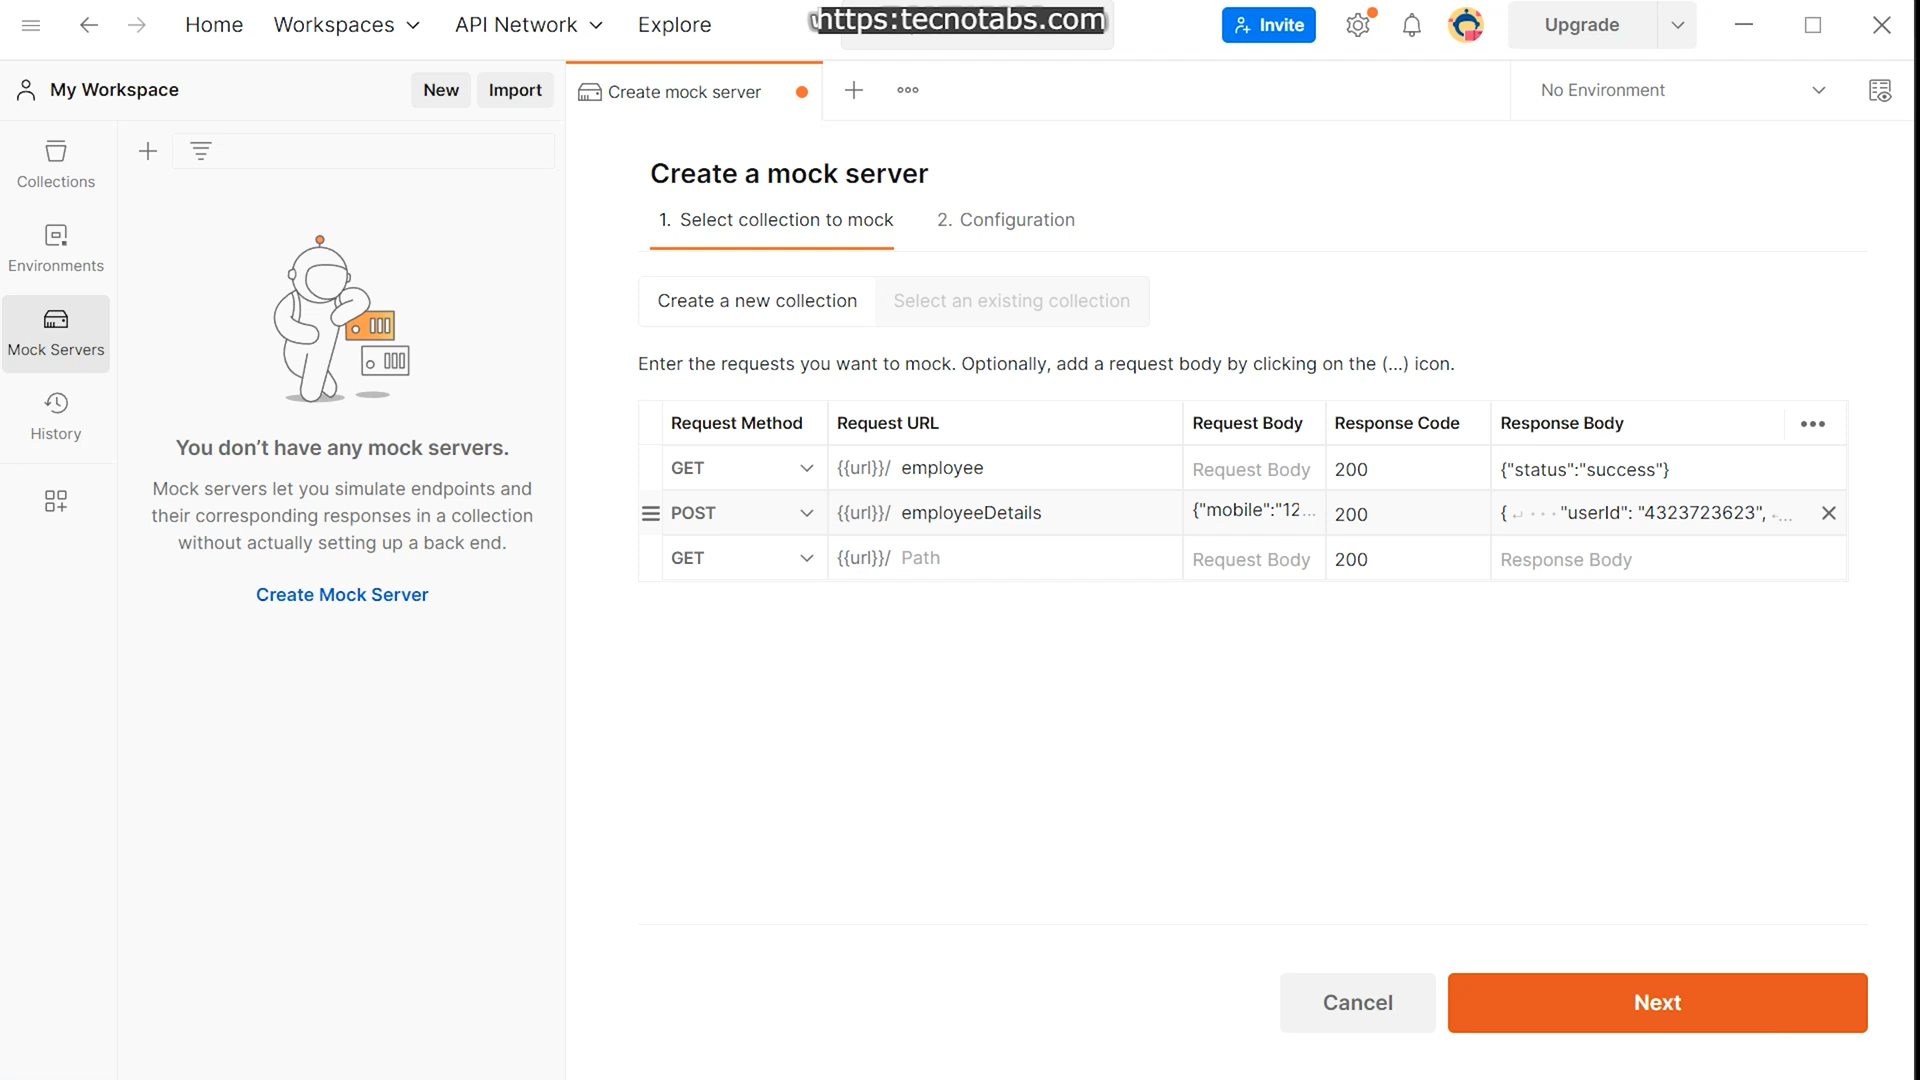 Home Workspaces API Network Explore https:tecnotabs.com Invite Upgrade
My Workspace New Import Create mock server No Environment
Collections
Environments
Mock Servers
History
You don’t have any mock servers.
Mock servers let you simulate endpoints and
their corresponding responses in a collection
without actually setting up a back end.
Create Mock Server
Create a mock server
1. Select collection to mock 2. Configuration
Create a new collection Select an existing collection
Enter the requests you want to mock. Optionally, add a request body by clicking on the (...) icon.
Request Method Request URL Request Body Response Code Response Body
GET {{url}}/ employee Request Body 200 {"status":"success"}
POST {{url}}/ employeeDetails {"mobile":"12... 200 { ↵ ···· "userId": "4323723623", ...
GET {{url}}/ Path Request Body 200 Response Body
Cancel Next